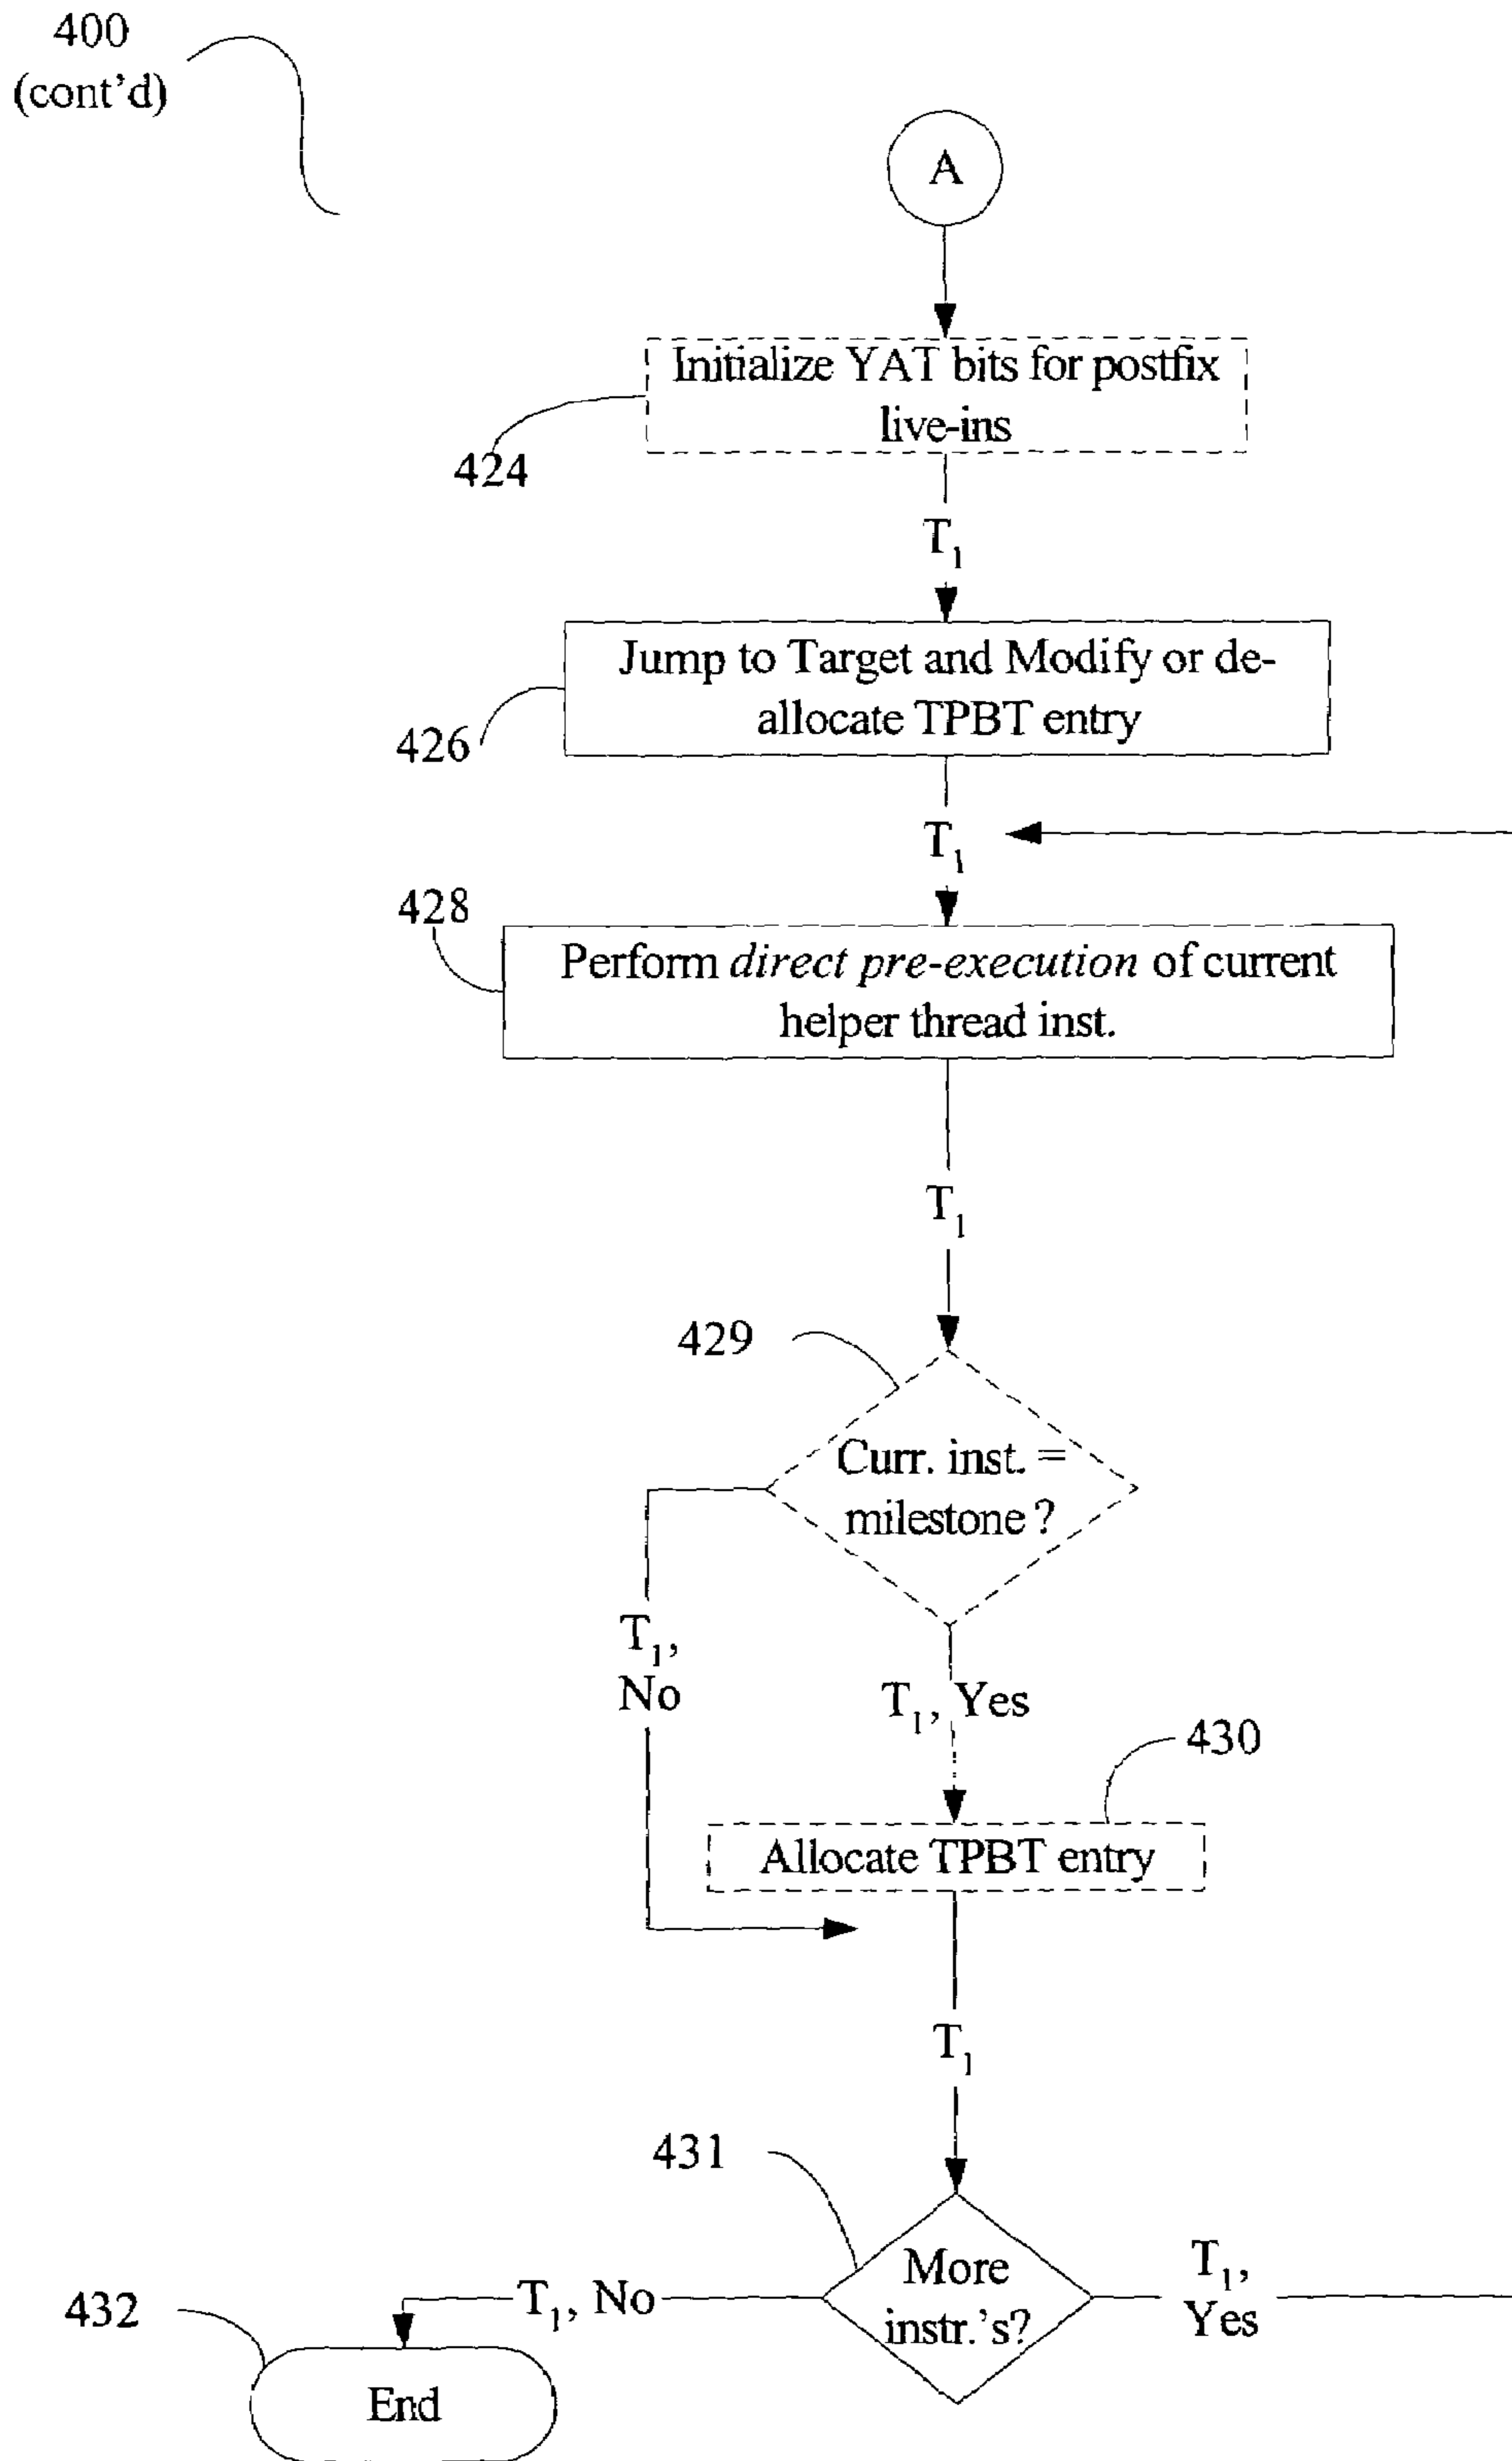 400
(cont'd)
A
Initialize YAT bits for postfix
live-ins
424
T1
Jump to Target and Modify or de-
allocate TPBT entry
426
T1
428
Perform direct pre-execution of current
helper thread inst.
T1
429
Curr. inst. =
milestone ?
T1,
No
T1, Yes
430
Allocate TPBT entry
T1
431
More
instr.'s?
T1,
Yes
T1, No
432
End